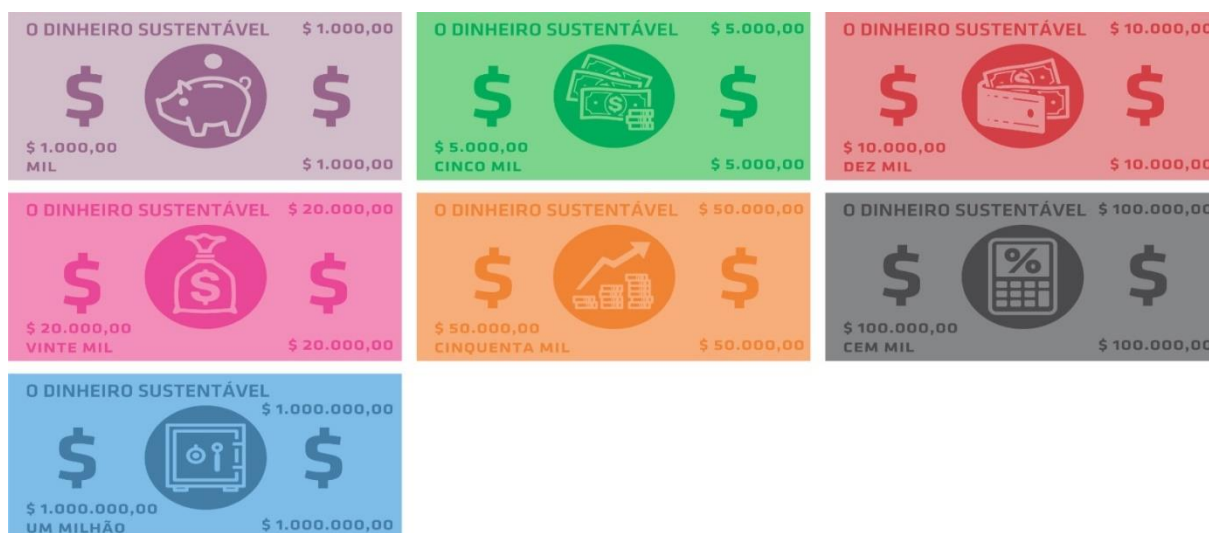 O DINHEIRO SUSTENTÁVEL $ 1.000,00
$ $
$ 1.000,00
MIL $ 1.000,00
O DINHEIRO SUSTENTÁVEL $ 5.000,00
$ $ $
$ 5.000,00
CINCO MIL $ 5.000,00
O DINHEIRO SUSTENTÁVEL $ 10.000,00
$ $ $
$ 10.000,00
DEZ MIL $ 10.000,00
O DINHEIRO SUSTENTÁVEL $ 20.000,00
$ $ $
$ 20.000,00
VINTE MIL $ 20.000,00
O DINHEIRO SUSTENTÁVEL $ 50.000,00
$ $
$ 50.000,00
CINQUENTA MIL $ 50.000,00
O DINHEIRO SUSTENTÁVEL $ 100.000,00
$ % $
$ 100.000,00
CEM MIL $ 100.000,00
O DINHEIRO SUSTENTÁVEL
$ 1.000.000,00
$ $
$ 1.000.000,00
UM MILHÃO $ 1.000.000,00